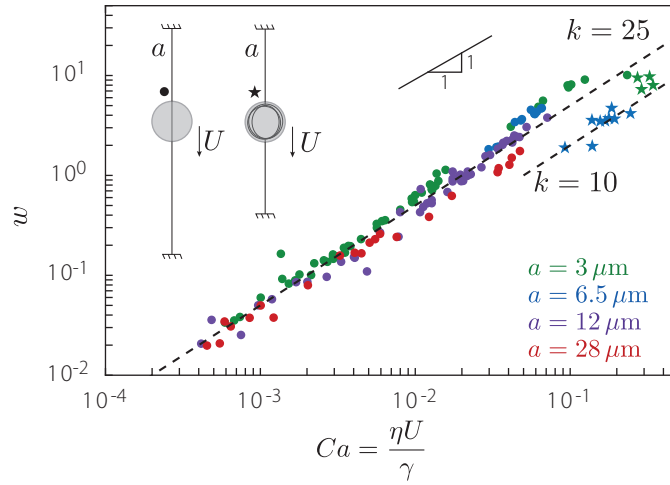 a
a
U
U
1
1
k = 25
k = 10
10^1
10^0
10^-1
10^-2
w
a = 3 μm
a = 6.5 μm
a = 12 μm
a = 28 μm
10^-4 10^-3 10^-2 10^-1
Ca = ηU/γ